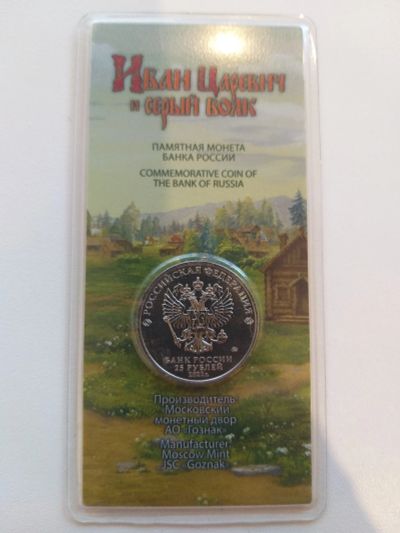 Иван Царевич
и серый волк
ПАМЯТНАЯ МОНЕТА
БАНКА РОССИИ
COMMEMORATIVE COIN OF
THE BANK OF RUSSIA
РОССИЙСКАЯ ФЕДЕРАЦИЯ
БАНК РОССИИ
25 РУБЛЕЙ
Производитель:
Московский
монетный двор
АО «Гознак»
Manufacturer:
Moscow Mint
JSC «Goznak»